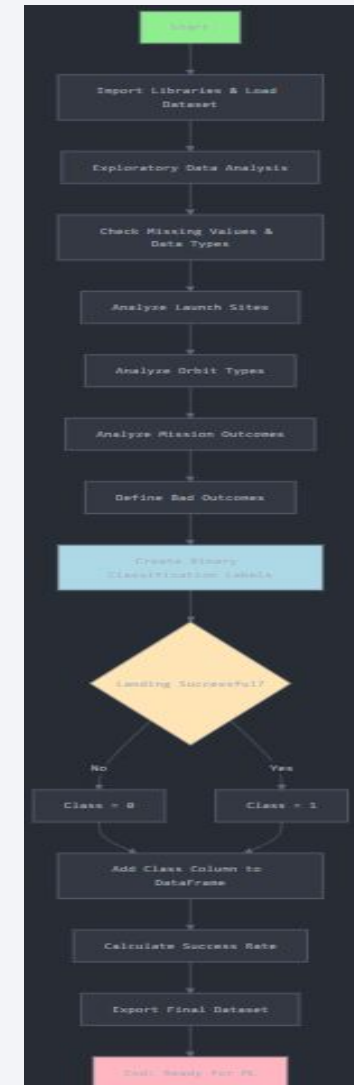 Start
Import Libraries & Load
Dataset
Exploratory Data Analysis
Check Missing Values &
Data Types
Analyze Launch Sites
Analyze Orbit Types
Analyze Mission Outcomes
Define Bad Outcomes
Create Binary
Classification Labels
Landing Successful?
No
Yes
Class = 0
Class = 1
Add Class Column to
DataFrame
Calculate Success Rate
Export Final Dataset
End: Ready for ML